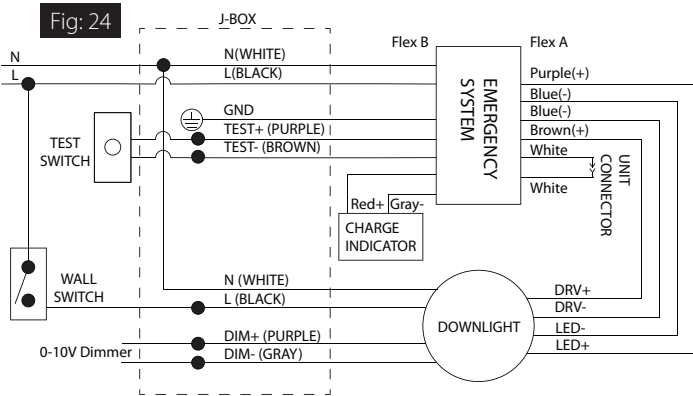 Fig: 24
J-BOX
N
L
N(WHITE)
L(BLACK)
GND
TEST+ (PURPLE)
TEST- (BROWN)
TEST
SWITCH
Flex B
Flex A
EMERGENCY
SYSTEM
Purple(+)
Blue(-)
Blue(-)
Brown(+)
White
White
UNIT
CONNECTOR
Red+
Gray-
CHARGE
INDICATOR
WALL
SWITCH
N (WHITE)
L (BLACK)
DIM+ (PURPLE)
DIM- (GRAY)
0-10V Dimmer
DOWNLIGHT
DRV+
DRV-
LED-
LED+